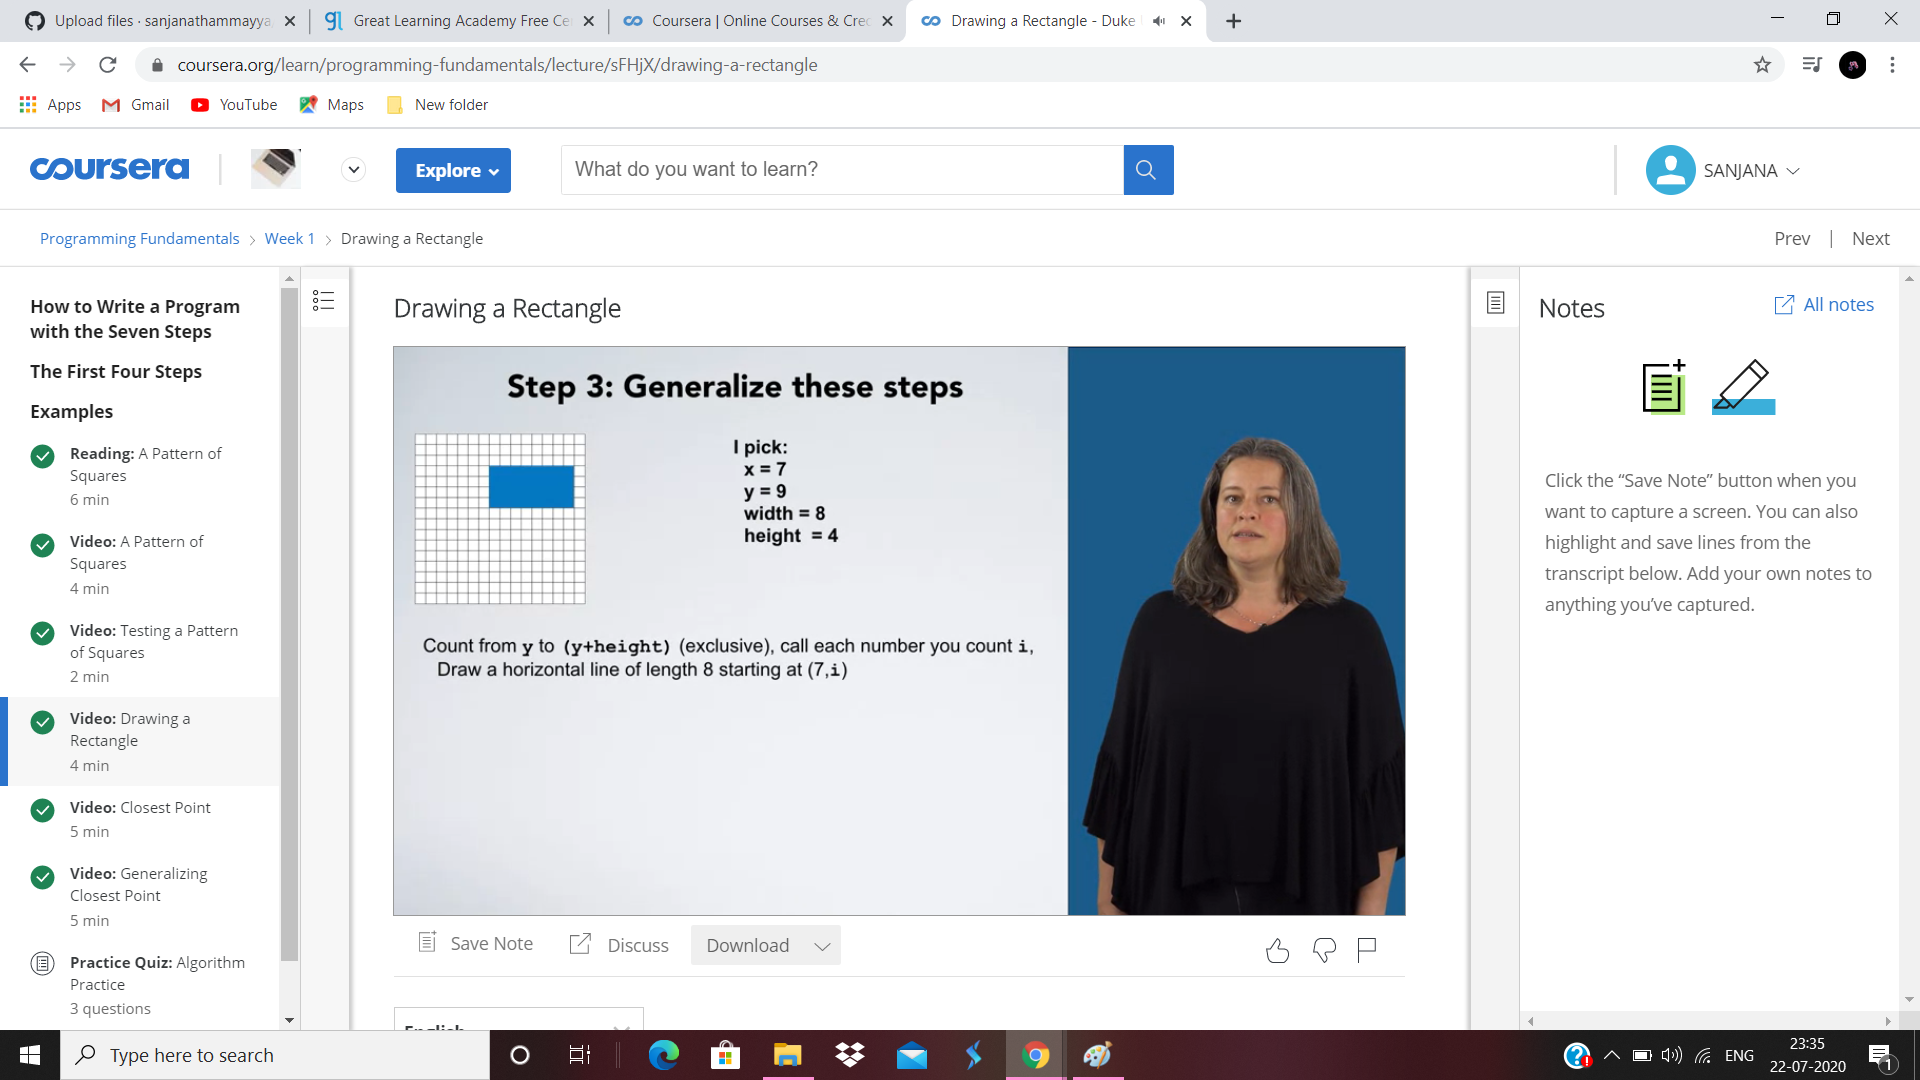 Upload files · sanjanathammayya
Great Learning Academy Free Ce
Coursera | Online Courses & Cred
Drawing a Rectangle - Duke
coursera.org/learn/programming-fundamentals/lecture/sFHjX/drawing-a-rectangle
Apps Gmail YouTube Maps New folder
coursera
Explore
What do you want to learn?
SANJANA
Programming Fundamentals > Week 1 > Drawing a Rectangle
Prev | Next
How to Write a Program
with the Seven Steps
The First Four Steps
Examples
Reading: A Pattern of
Squares
6 min
Video: A Pattern of
Squares
4 min
Video: Testing a Pattern
of Squares
2 min
Video: Drawing a
Rectangle
4 min
Video: Closest Point
5 min
Video: Generalizing
Closest Point
5 min
Practice Quiz: Algorithm
Practice
3 questions
Drawing a Rectangle
Step 3: Generalize these steps
I pick:
x = 7
y = 9
width = 8
height = 4
Count from y to (y+height) (exclusive), call each number you count i,
Draw a horizontal line of length 8 starting at (7,i)
Save Note
Discuss
Download
English
Notes
All notes
Click the “Save Note” button when you
want to capture a screen. You can also
highlight and save lines from the
transcript below. Add your own notes to
anything you’ve captured.
Type here to search
ENG
23:35
22-07-2020
1